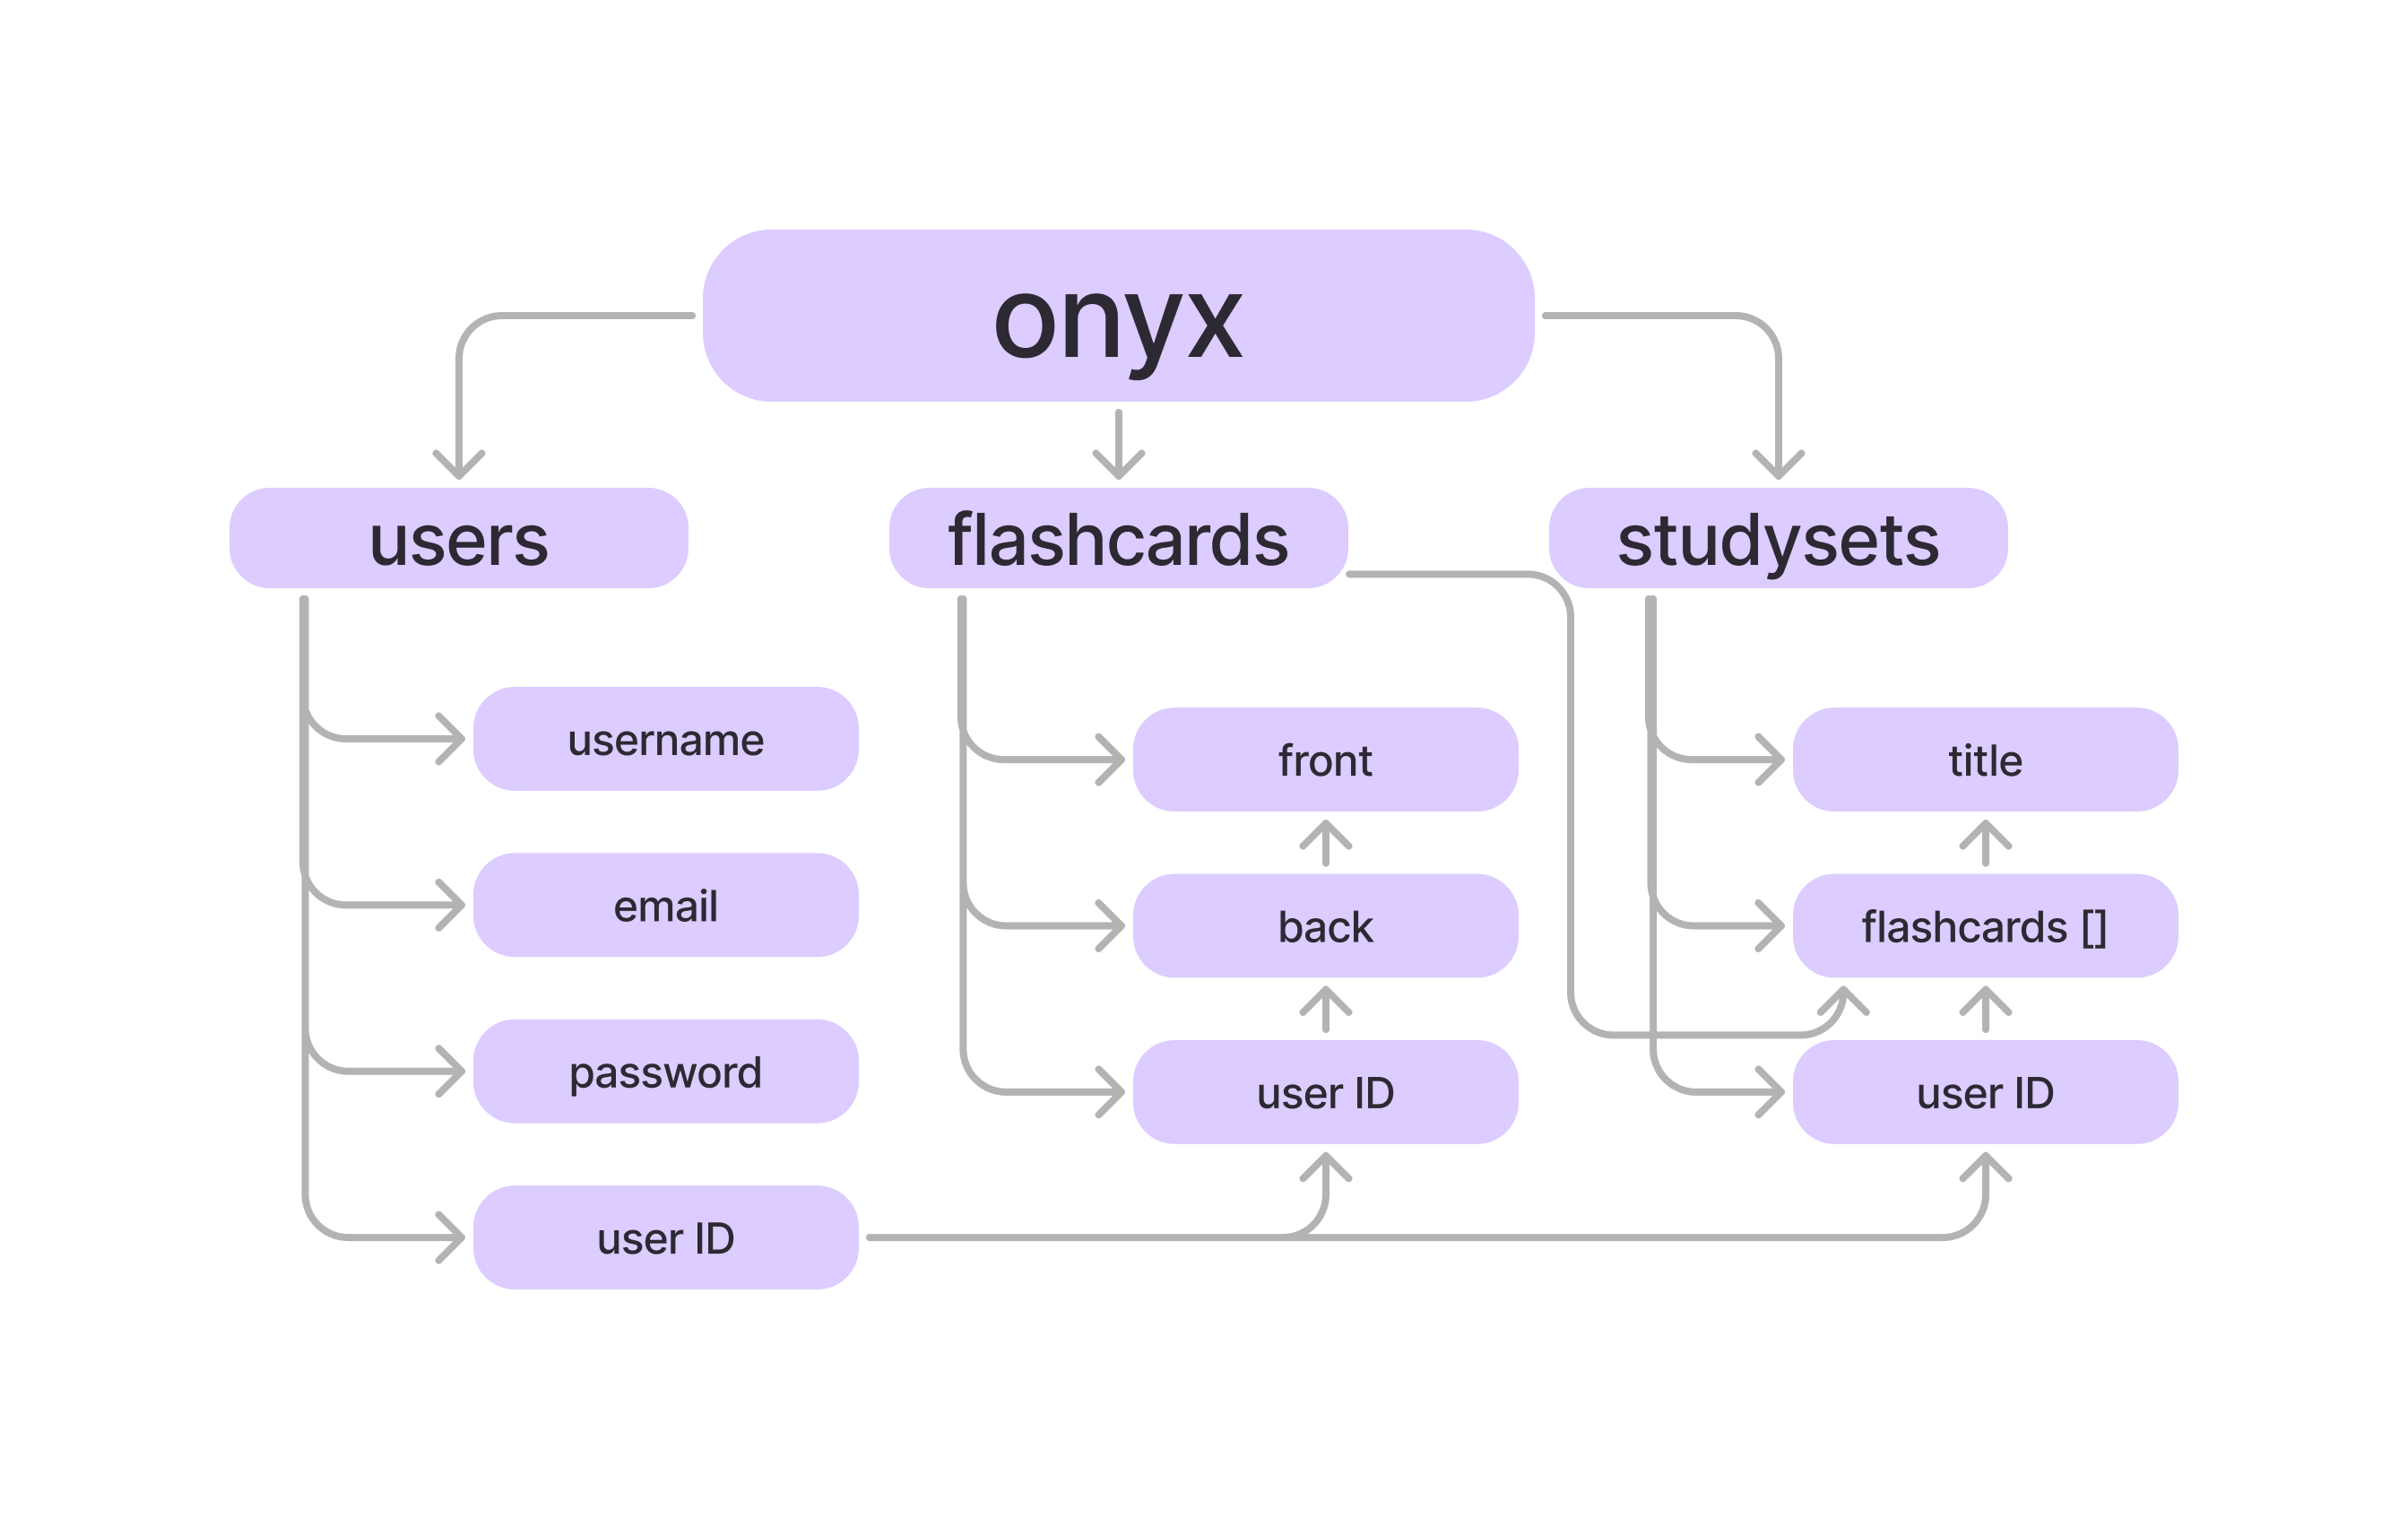 onyx
users
flashcards
studysets
username
email
password
user ID
front
back
user ID
title
flashcards []
user ID